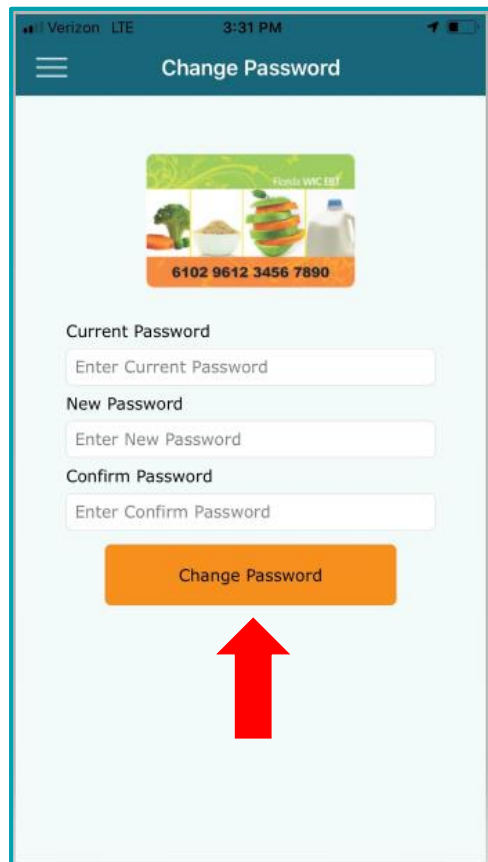 Verizon LTE 3:31 PM
Change Password
Florida WIC EBT
6102 9612 3456 7890
Current Password
Enter Current Password
New Password
Enter New Password
Confirm Password
Enter Confirm Password
Change Password